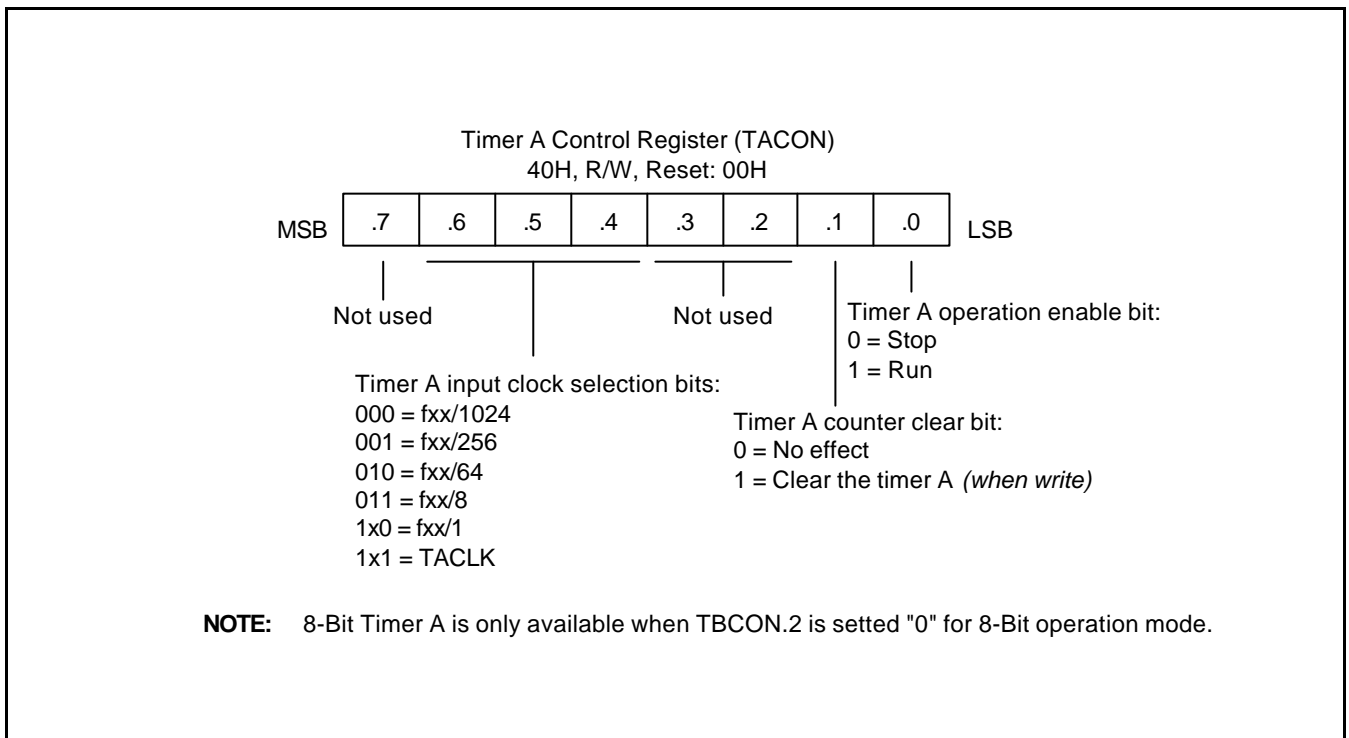 Timer A Control Register (TACON)
40H, R/W, Reset: 00H
MSB .7 .6 .5 .4 .3 .2 .1 .0 LSB
Not used
Not used
Timer A operation enable bit:
0 = Stop
1 = Run
Timer A input clock selection bits:
000 = fxx/1024
001 = fxx/256
010 = fxx/64
011 = fxx/8
1x0 = fxx/1
1x1 = TACLK
Timer A counter clear bit:
0 = No effect
1 = Clear the timer A (when write)
NOTE: 8-Bit Timer A is only available when TBCON.2 is setted "0" for 8-Bit operation mode.